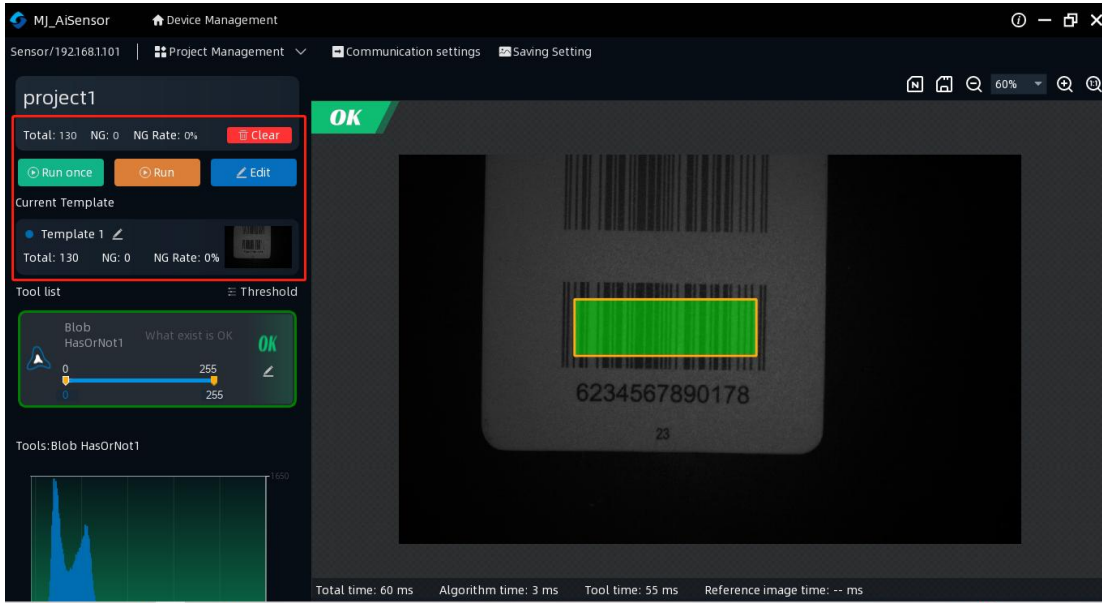 MJ_AiSensor Device Management
Sensor/192.168.1.101 Project Management Communication settings Saving Setting
60%
project1
Total: 130 NG: 0 NG Rate: 0% Clear
Run once Run Edit
Current Template
Template 1
Total: 130 NG: 0 NG Rate: 0%
Tool list Threshold
Blob
HasOrNot1 What exist is OK OK
0 255
0 255
Tools:Blob HasOrNot1
1650
OK
6234567890178
23
Total time: 60 ms Algorithm time: 3 ms Tool time: 55 ms Reference image time: -- ms